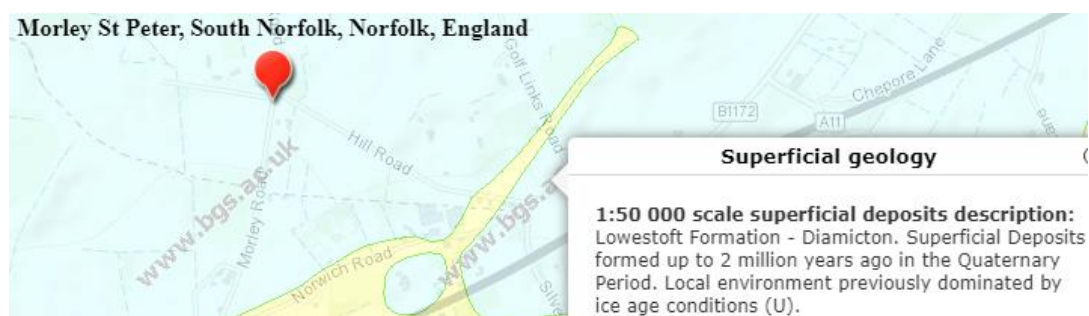 Morley St Peter, South Norfolk, Norfolk, England
Golf Links Road
B1172
Chepore Lane
A11
Hill Road
www.bgs.ac.uk
Morley Road
www.bgs.a
Norwich Road
Superficial geology
1:50 000 scale superficial deposits description:
Lowestoft Formation - Diamicton. Superficial Deposits
formed up to 2 million years ago in the Quaternary
Period. Local environment previously dominated by
ice age conditions (U).